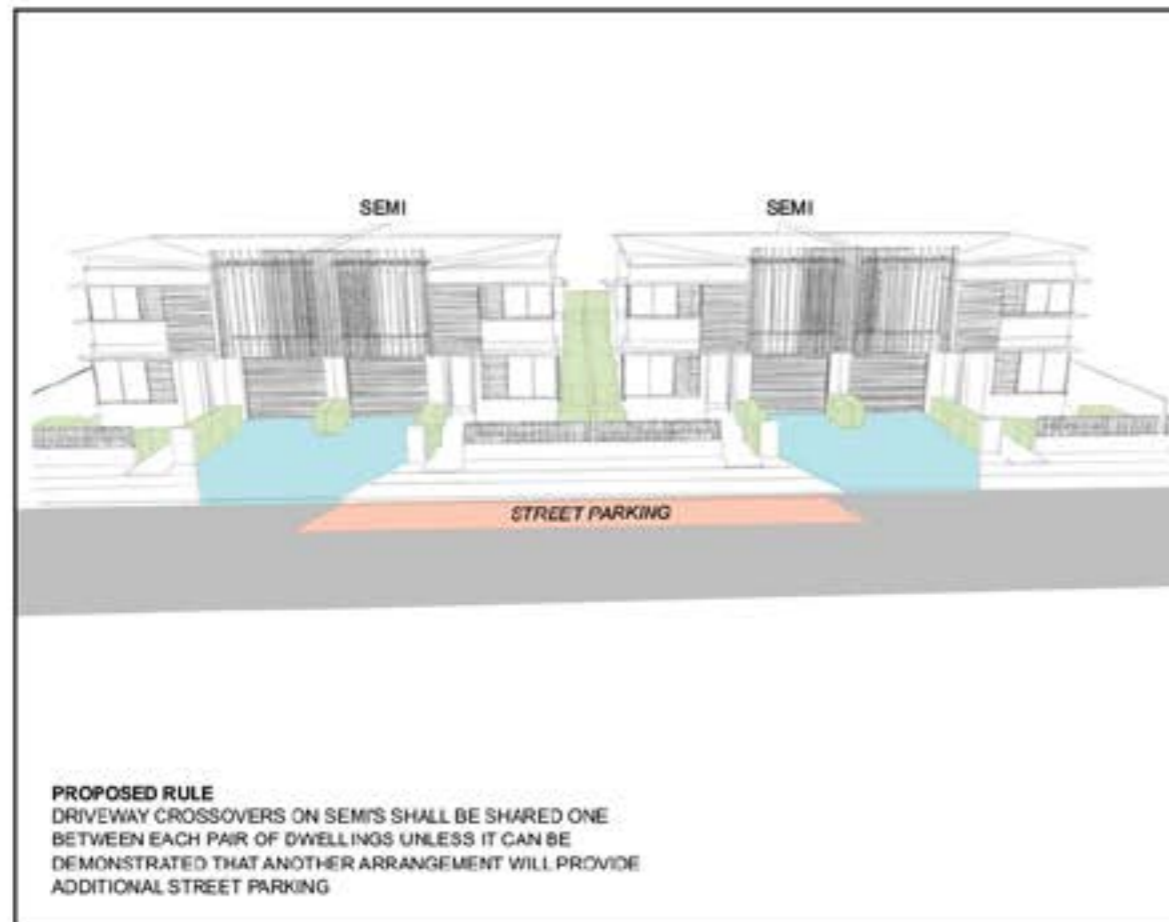 SEMI
SEMI
STREET PARKING
PROPOSED RULE
DRIVEWAY CROSSOVERS ON SEMI'S SHALL BE SHARED ONE
BETWEEN EACH PAIR OF DWELLINGS UNLESS IT CAN BE
DEMONSTRATED THAT ANOTHER ARRANGEMENT WILL PROVIDE
ADDITIONAL STREET PARKING